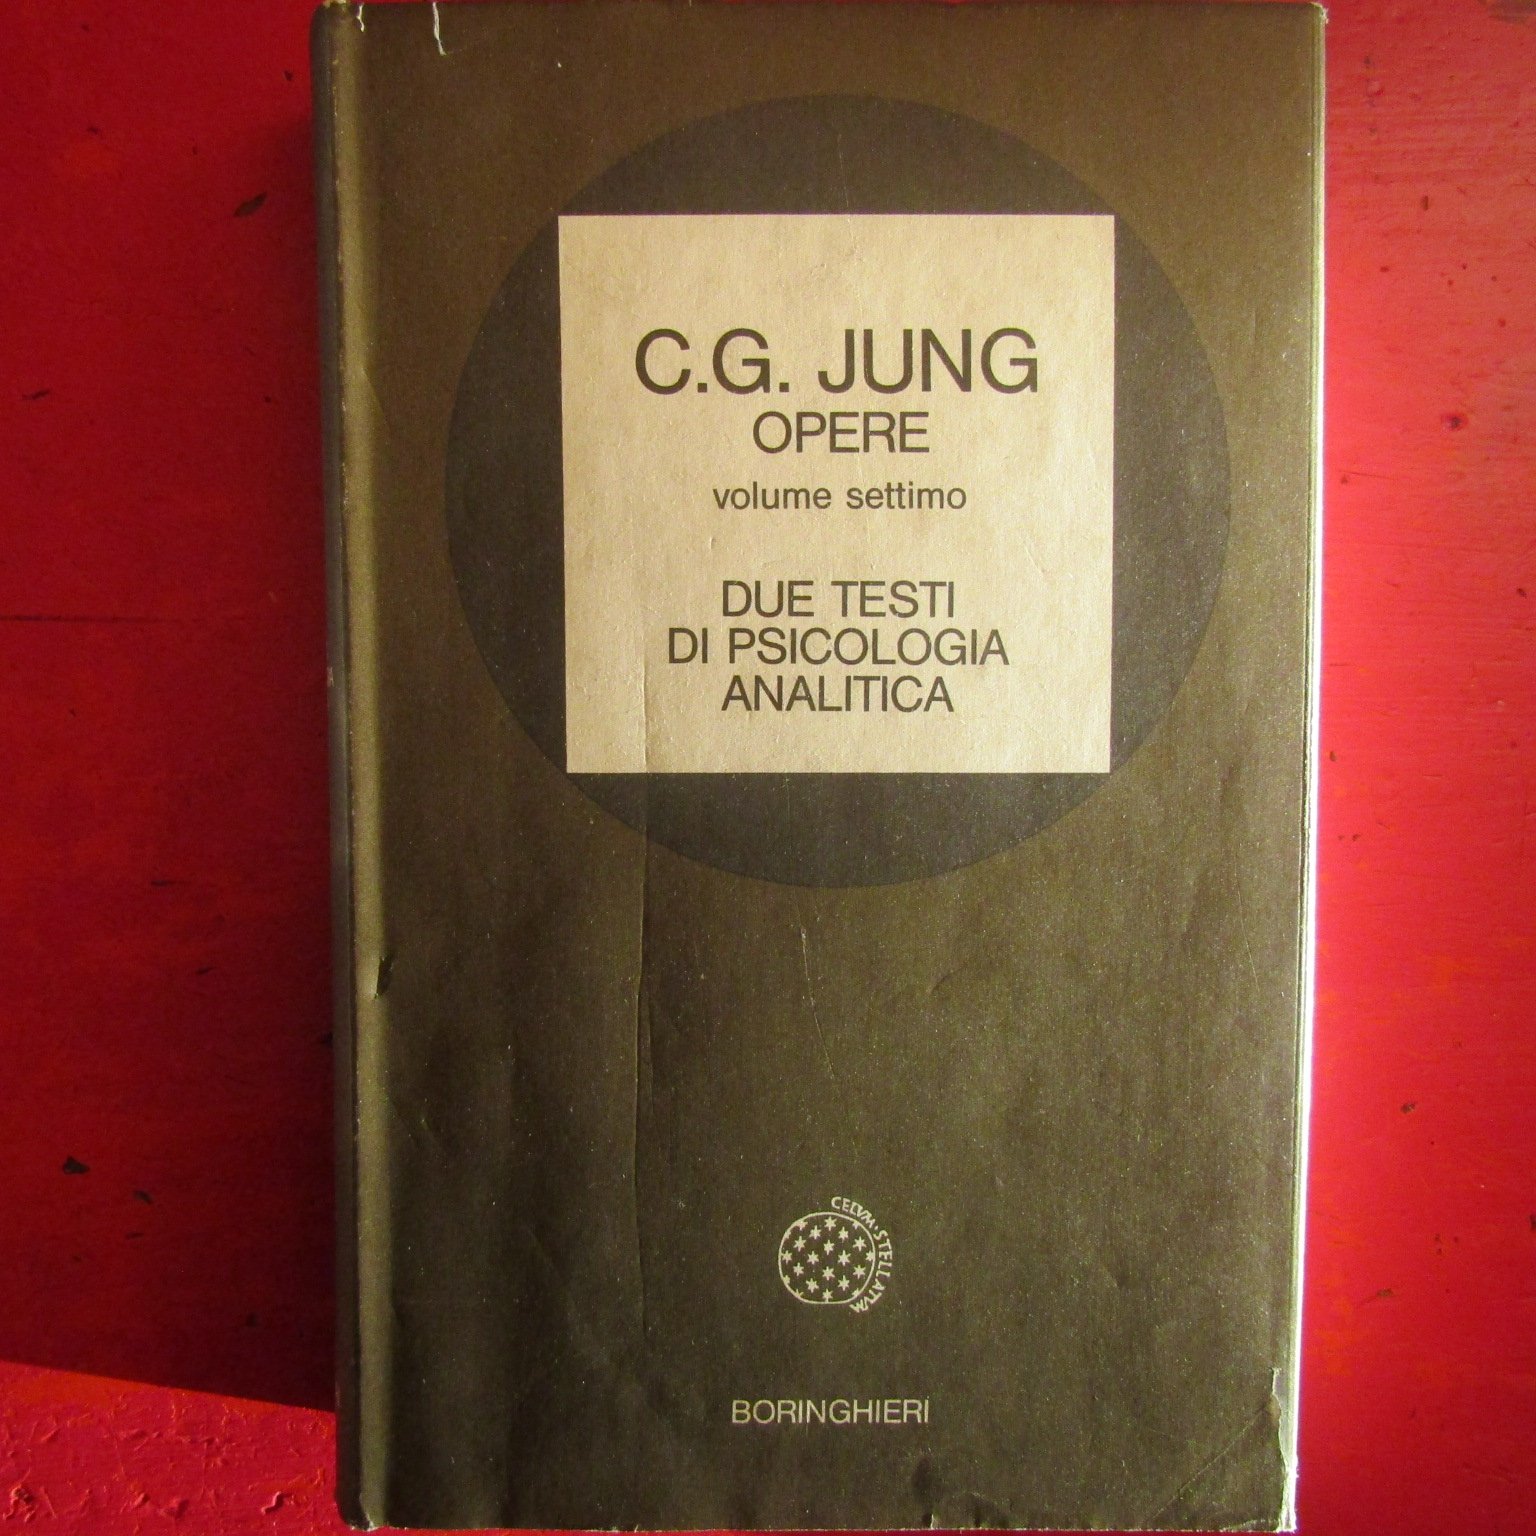 C.G. JUNG
OPERE
volume settimo
DUE TESTI
DI PSICOLOGIA
ANALITICA
CELVM·STELLATVM
BORINGHIERI